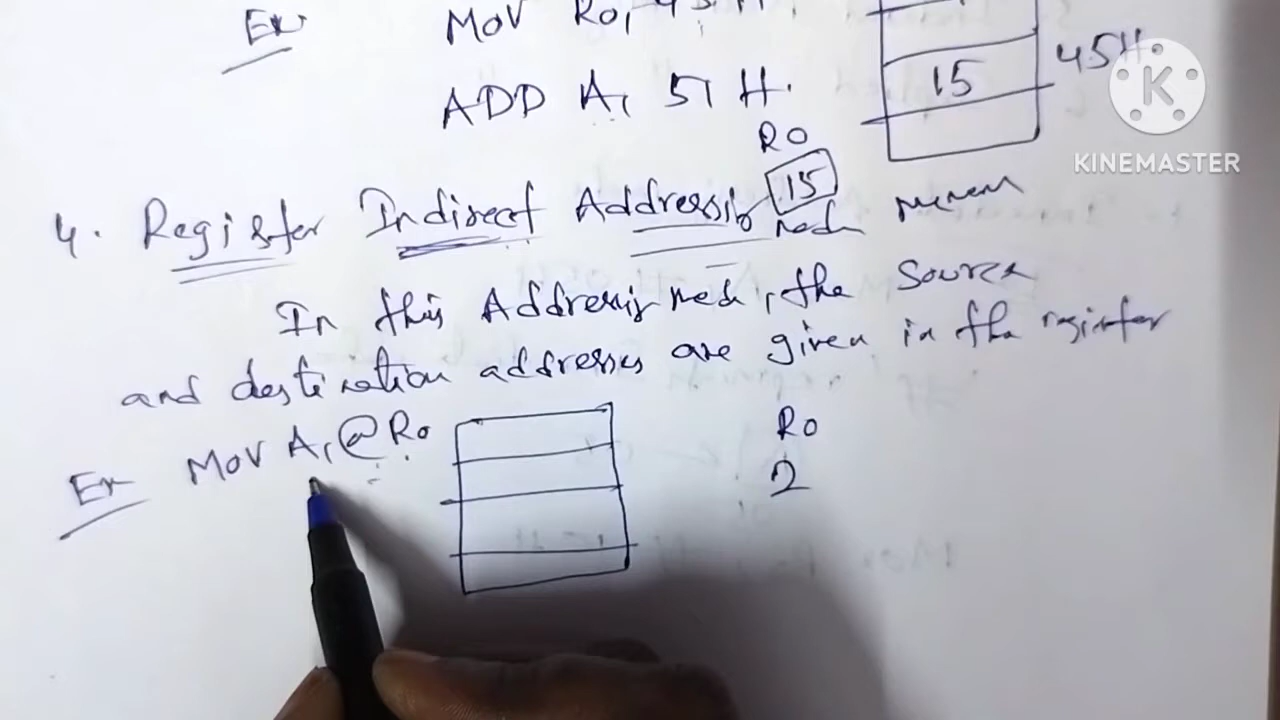 Ex MOV R0, 45 H
ADD A, 51 H.
15
45H
KINEMASTER
R0
15
4. Register Indirect Addressing mode
In this Addressing mode, the source
and destination addresses are given in the register
Ex MOV A, @R0
R0
2